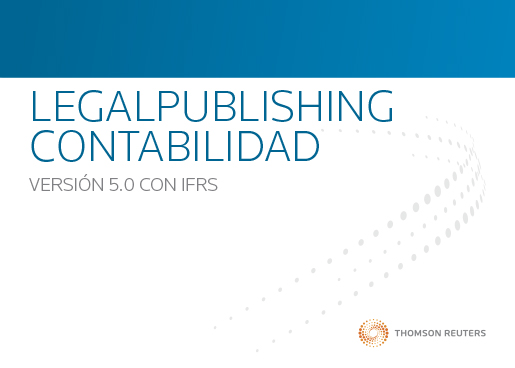 LEGALPUBLISHING
CONTABILIDAD
VERSIÓN 5.0 CON IFRS
THOMSON REUTERS